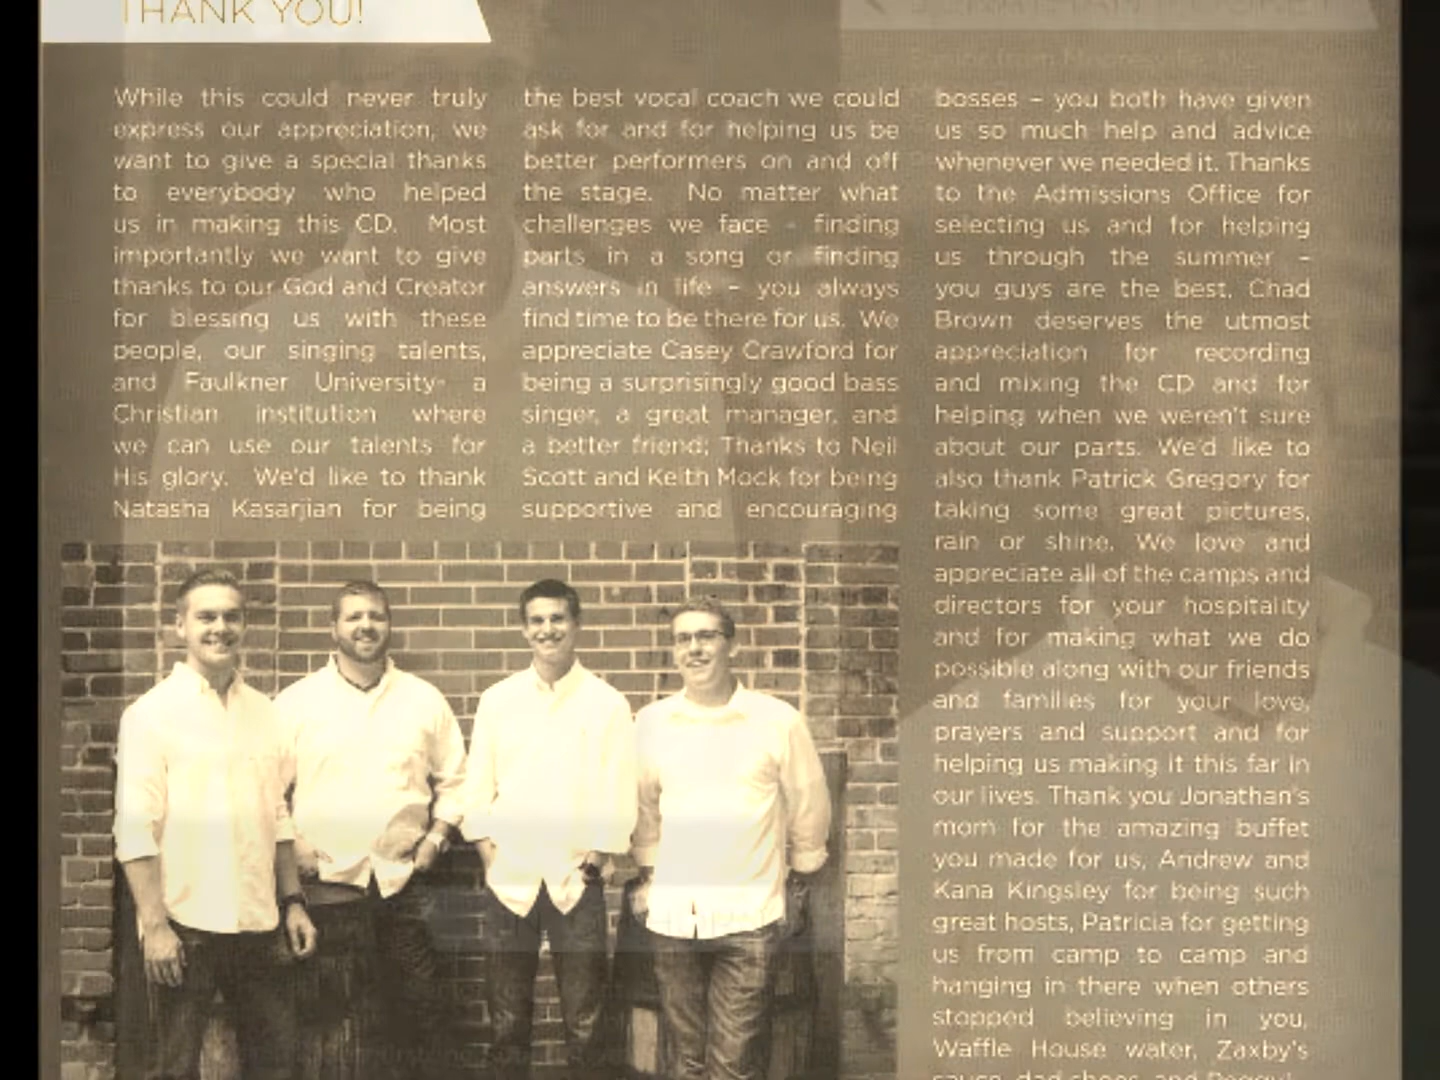 THANK YOU!
While this could never truly
express our appreciation, we
want to give a special thanks
to everybody who helped
us in making this CD. Most
importantly we want to give
thanks to our God and Creator
for blessing us with these
people, our singing talents,
and Faulkner University- a
Christian institution where
we can use our talents for
His glory. We'd like to thank
Natasha Kasarjian for being
the best vocal coach we could
ask for and for helping us be
better performers on and off
the stage. No matter what
challenges we face - finding
parts in a song or finding
answers in life – you always
find time to be there for us. We
appreciate Casey Crawford for
being a surprisingly good bass
singer, a great manager, and
a better friend; Thanks to Neil
Scott and Keith Mock for being
supportive and encouraging
bosses – you both have given
us so much help and advice
whenever we needed it. Thanks
to the Admissions Office for
selecting us and for helping
us through the summer –
you guys are the best. Chad
Brown deserves the utmost
appreciation for recording
and mixing the CD and for
helping when we weren't sure
about our parts. We'd like to
also thank Patrick Gregory for
taking some great pictures,
rain or shine. We love and
appreciate all of the camps and
directors for your hospitality
and for making what we do
possible along with our friends
and families for your love,
prayers and support and for
helping us making it this far in
our lives. Thank you Jonathan's
mom for the amazing buffet
you made for us, Andrew and
Kana Kingsley for being such
great hosts, Patricia for getting
us from camp to camp and
hanging in there when others
stopped believing in you,
Waffle House water, Zaxby's
sauce, dad shoes, and